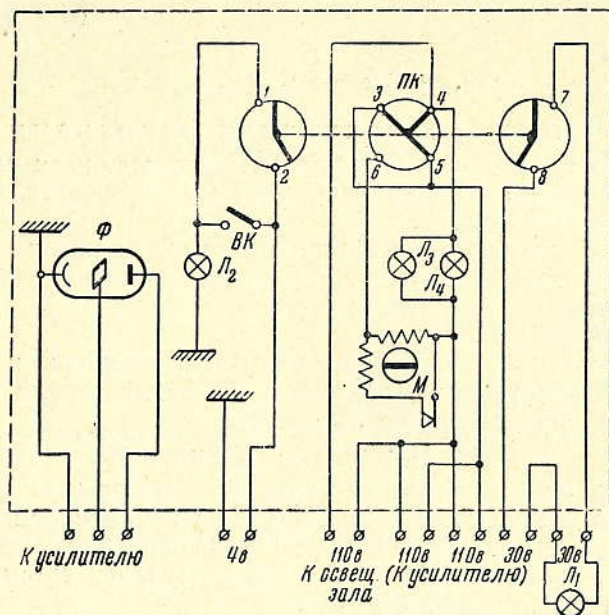 ПК
1
3
4
7
2
6
5
8
Ф
ВК
Л₂
Л₃
Л₄
М
К усилителю
4в
110в
110в
110в
30в
30в
К освещ. (К усилителю)
зала
Л₁